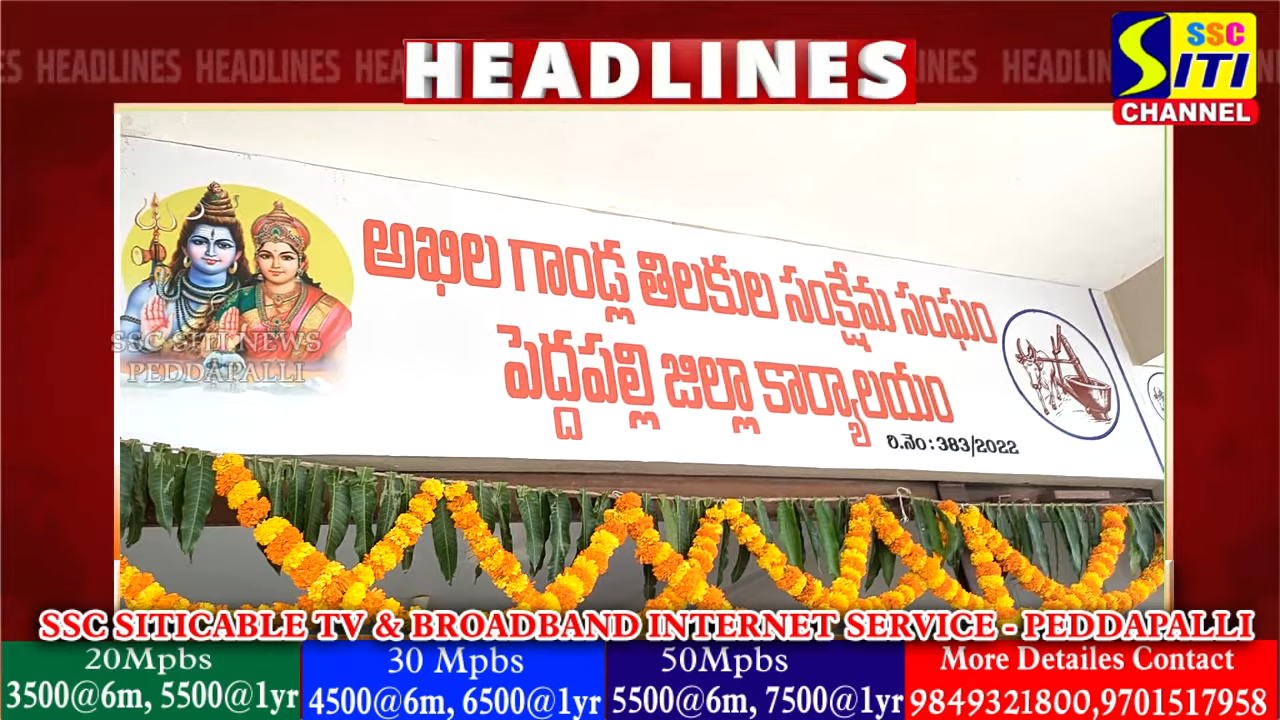 HEADLINES HEADLINES
HEADLINES
SSC
SITI
CHANNEL
అఖిల గాండ్ల తిలకుల సంక్షేమ సంఘం
పెద్దపల్లి జిల్లా కార్యాలయం
రి.నెం : 383/2022
SSC SITI NEWS
PEDDAPALLI
SSC SITICABLE TV & BROADBAND INTERNET SERVICE - PEDDAPALLI
20Mpbs
3500@6m, 5500@1yr
30 Mpbs
4500@6m, 6500@1yr
50Mpbs
5500@6m, 7500@1yr
More Detailes Contact
9849321800,9701517958